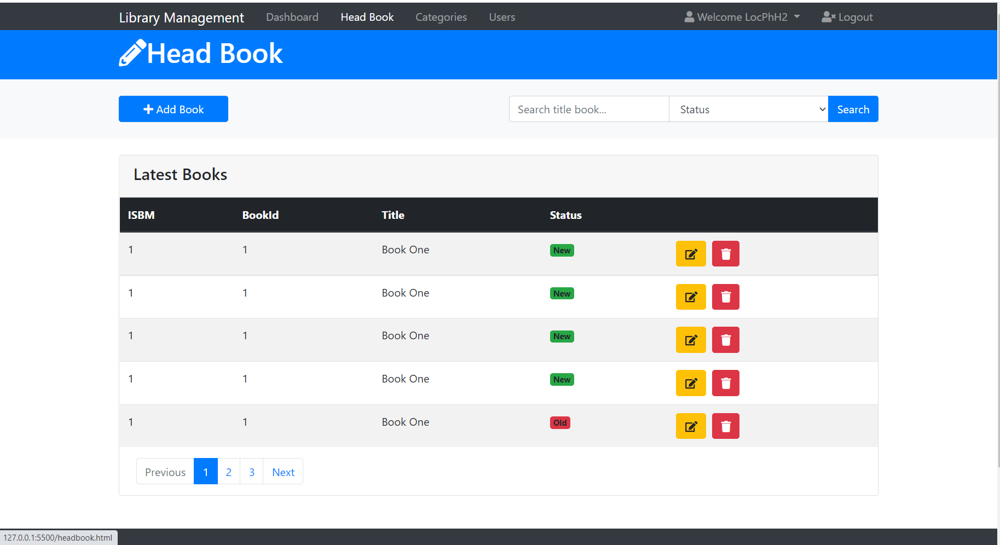 Library Management Dashboard Head Book Categories Users Welcome LocPhH2 Logout
Head Book
Add Book Search title book... Status Search
Latest Books
ISBM BookId Title Status
1 1 Book One New
1 1 Book One New
1 1 Book One New
1 1 Book One New
1 1 Book One Old
Previous 1 2 3 Next
127.0.0.1:5500/headbook.html